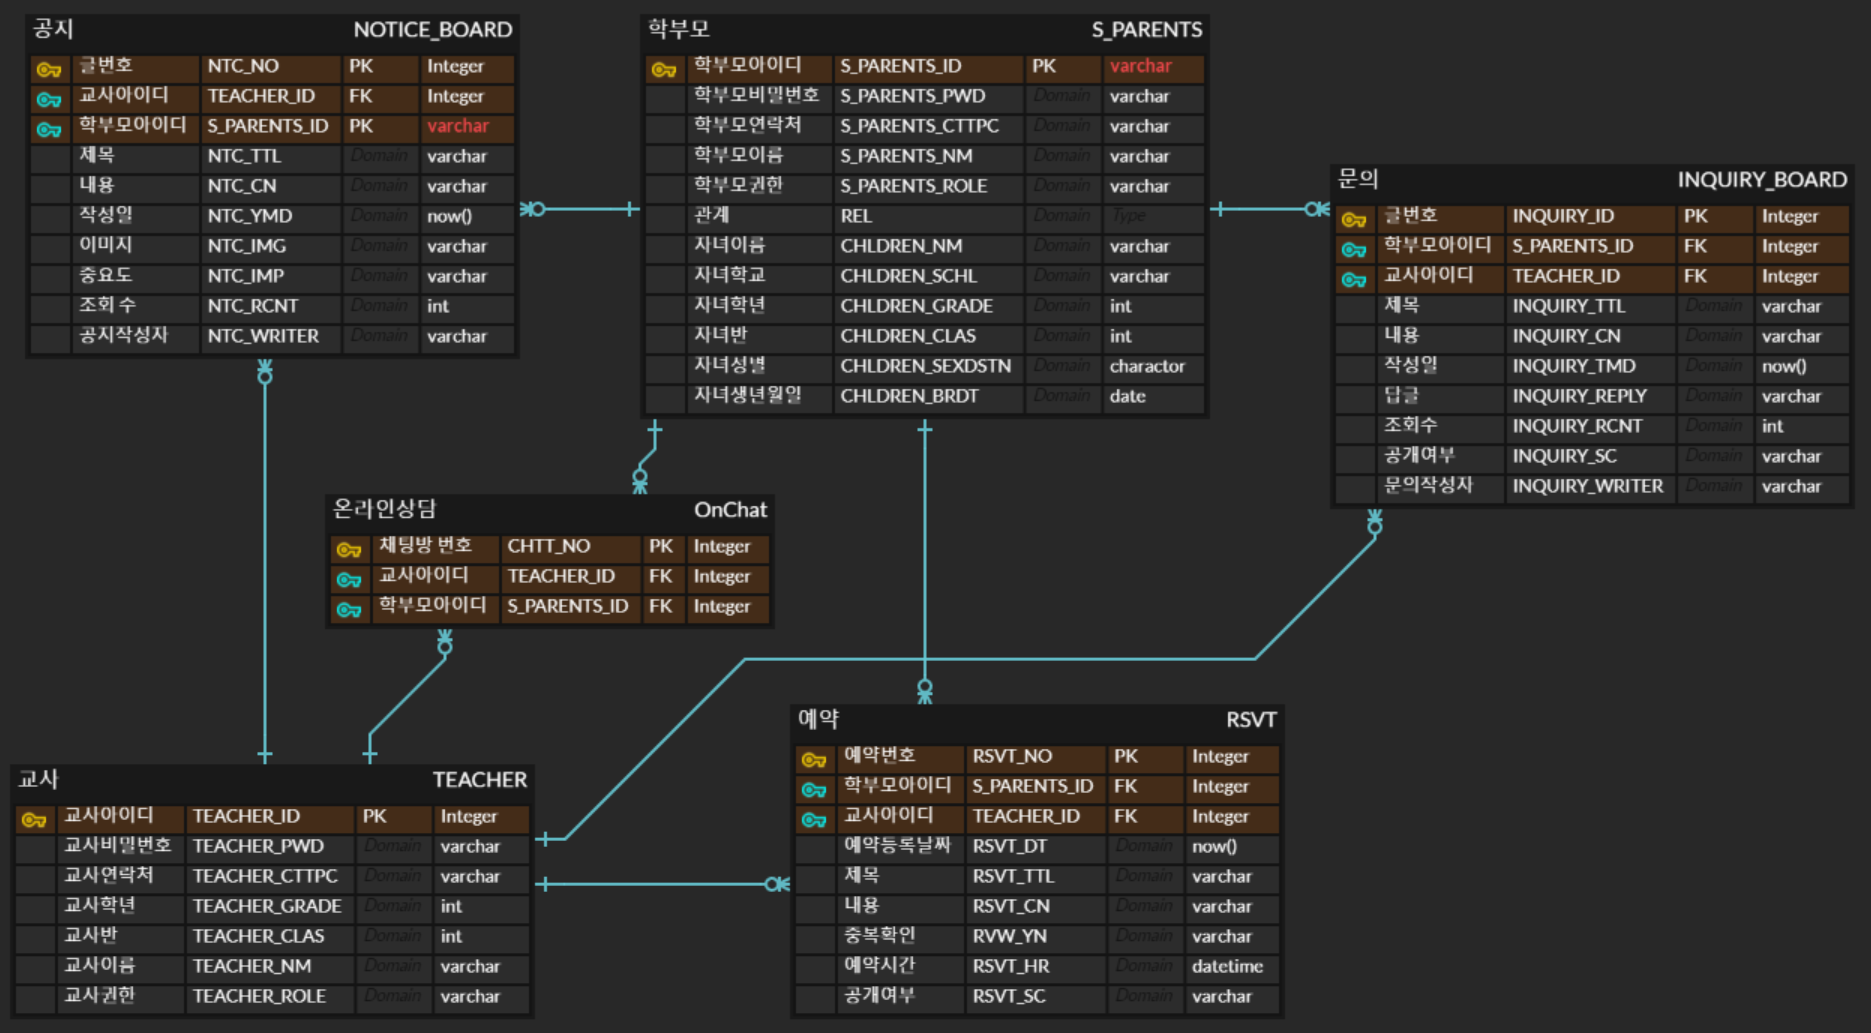 공지 NOTICE_BOARD
글번호 NTC_NO PK Integer
교사아이디 TEACHER_ID FK Integer
학부모아이디 S_PARENTS_ID PK varchar
제목 NTC_TTL Domain varchar
내용 NTC_CN Domain varchar
작성일 NTC_YMD Domain now()
이미지 NTC_IMG Domain varchar
중요도 NTC_IMP Domain varchar
조회 수 NTC_RCNT Domain int
공지작성자 NTC_WRITER Domain varchar
학부모 S_PARENTS
학부모아이디 S_PARENTS_ID PK varchar
학부모비밀번호 S_PARENTS_PWD Domain varchar
학부모연락처 S_PARENTS_CTTPC Domain varchar
학부모이름 S_PARENTS_NM Domain varchar
학부모권한 S_PARENTS_ROLE Domain varchar
관계 REL Domain Type
자녀이름 CHLDREN_NM Domain varchar
자녀학교 CHLDREN_SCHL Domain varchar
자녀학년 CHLDREN_GRADE Domain int
자녀반 CHLDREN_CLAS Domain int
자녀성별 CHLDREN_SEXDSTN Domain charactor
자녀생년월일 CHLDREN_BRDT Domain date
문의 INQUIRY_BOARD
글번호 INQUIRY_ID PK Integer
학부모아이디 S_PARENTS_ID FK Integer
교사아이디 TEACHER_ID FK Integer
제목 INQUIRY_TTL Domain varchar
내용 INQUIRY_CN Domain varchar
작성일 INQUIRY_TMD Domain now()
답글 INQUIRY_REPLY Domain varchar
조회수 INQUIRY_RCNT Domain int
공개여부 INQUIRY_SC Domain varchar
문의작성자 INQUIRY_WRITER Domain varchar
온라인상담 OnChat
채팅방 번호 CHTT_NO PK Integer
교사아이디 TEACHER_ID FK Integer
학부모아이디 S_PARENTS_ID FK Integer
교사 TEACHER
교사아이디 TEACHER_ID PK Integer
교사비밀번호 TEACHER_PWD Domain varchar
교사연락처 TEACHER_CTTPC Domain varchar
교사학년 TEACHER_GRADE Domain int
교사반 TEACHER_CLAS Domain int
교사이름 TEACHER_NM Domain varchar
교사권한 TEACHER_ROLE Domain varchar
예약 RSVT
예약번호 RSVT_NO PK Integer
학부모아이디 S_PARENTS_ID FK Integer
교사아이디 TEACHER_ID FK Integer
예약등록날짜 RSVT_DT Domain now()
제목 RSVT_TTL Domain varchar
내용 RSVT_CN Domain varchar
중복확인 RVW_YN Domain varchar
예약시간 RSVT_HR Domain datetime
공개여부 RSVT_SC Domain varchar